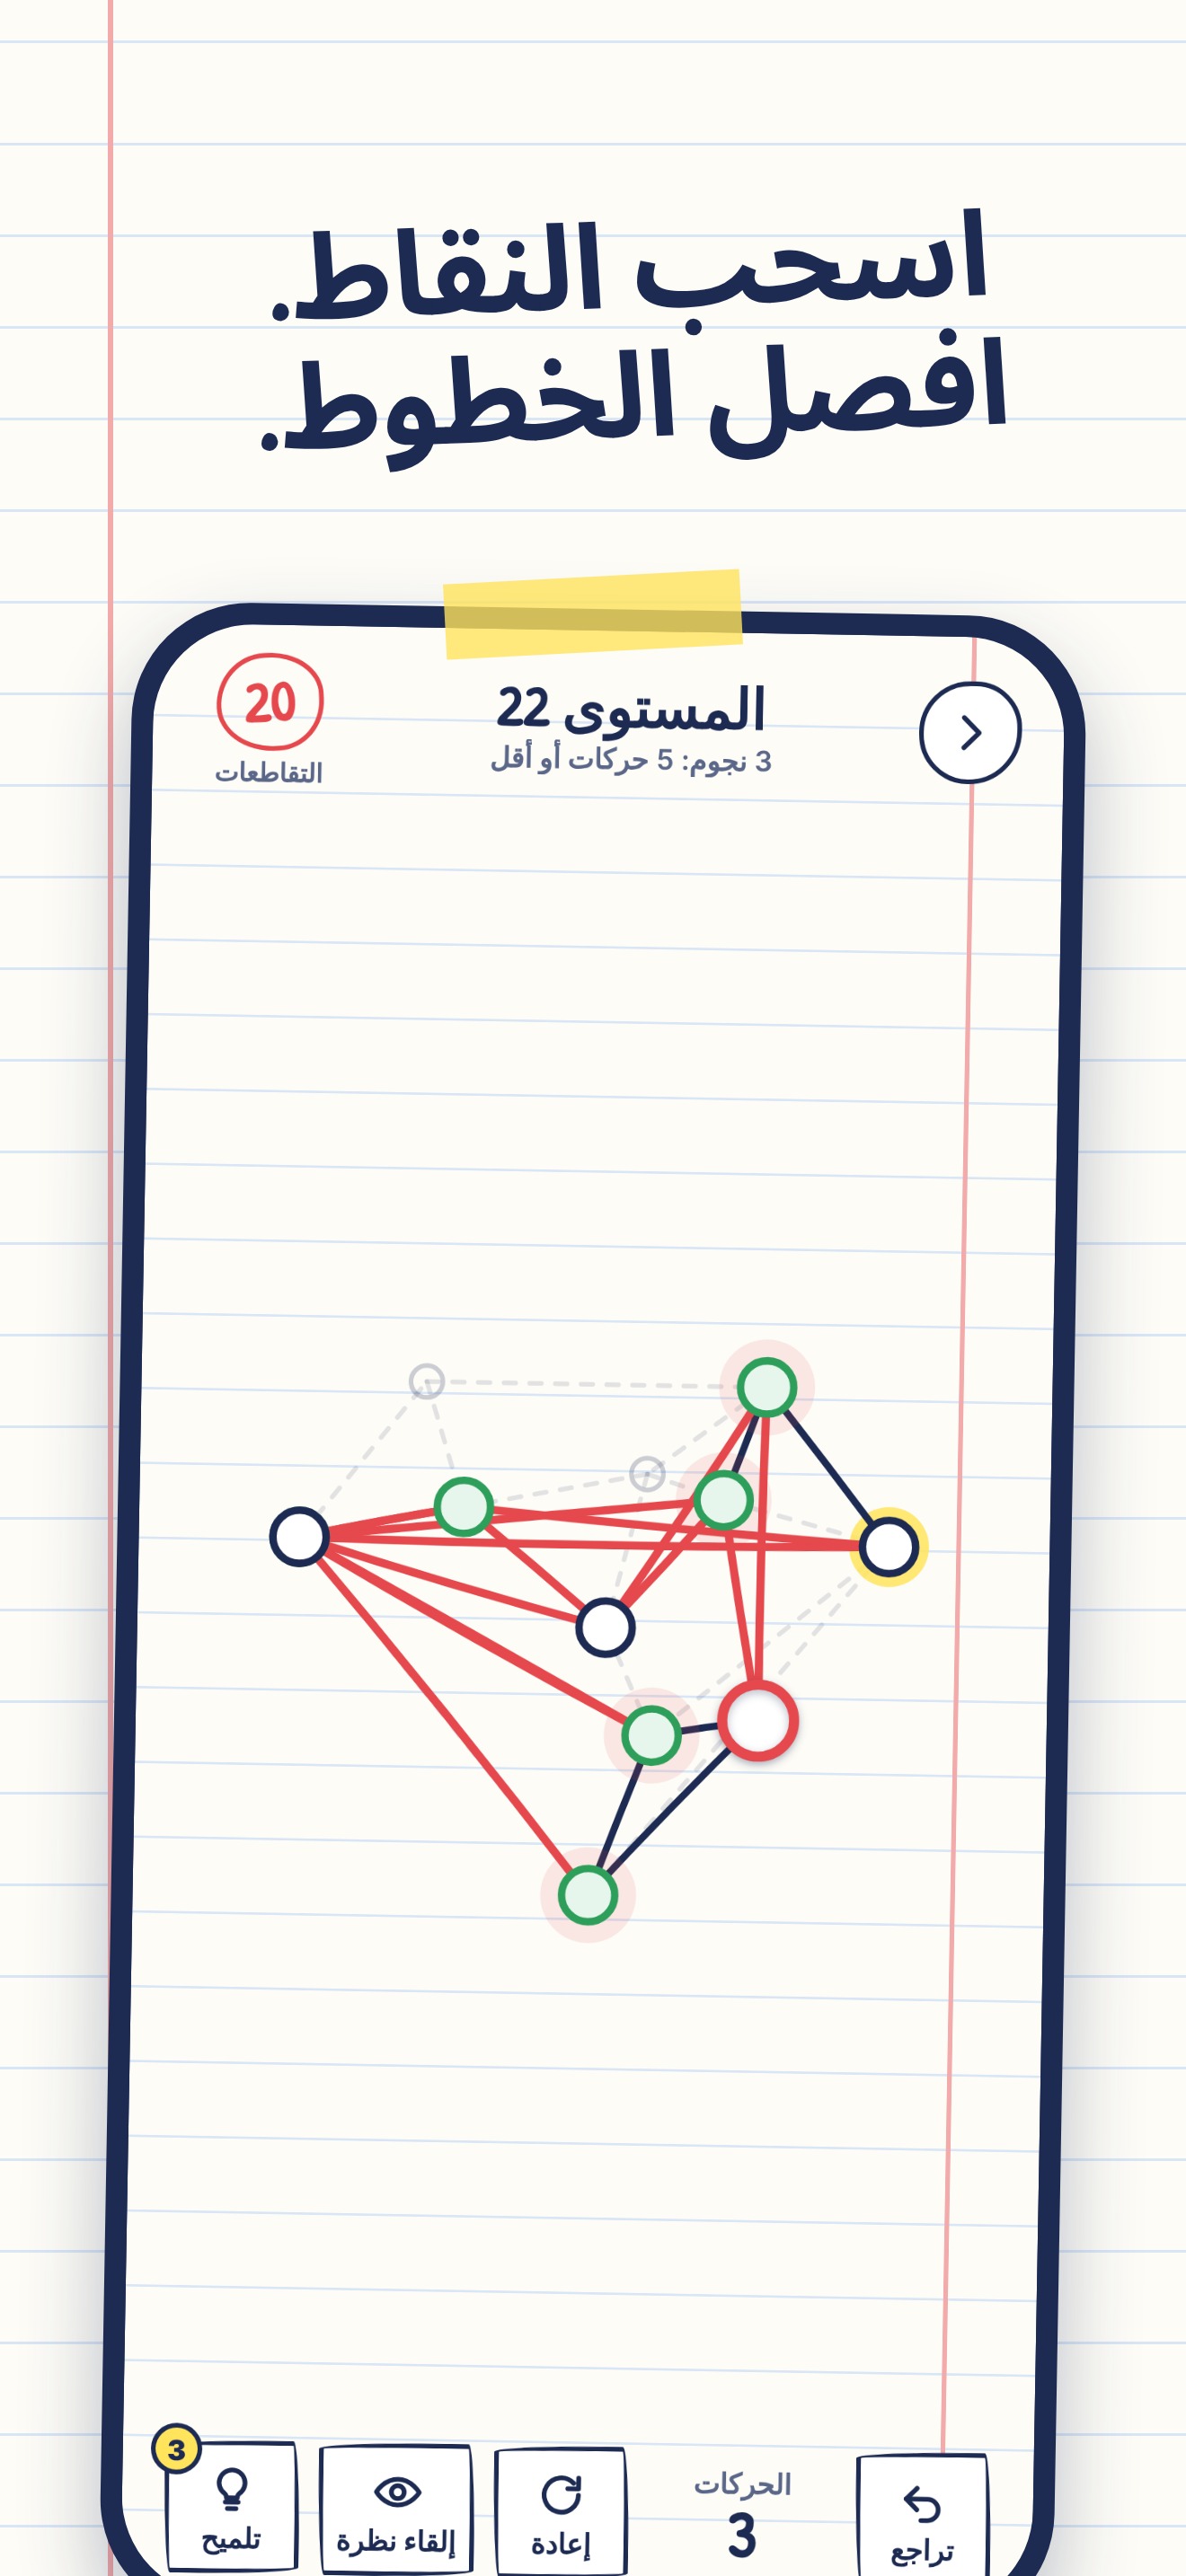 اسحب النقاط.
افصل الخطوط.
المستوى 22
3 نجوم: 5 حركات أو أقل
20
التقاطعات
تراجع
الحركات
3
إعادة
إلقاء نظرة
3
تلميح